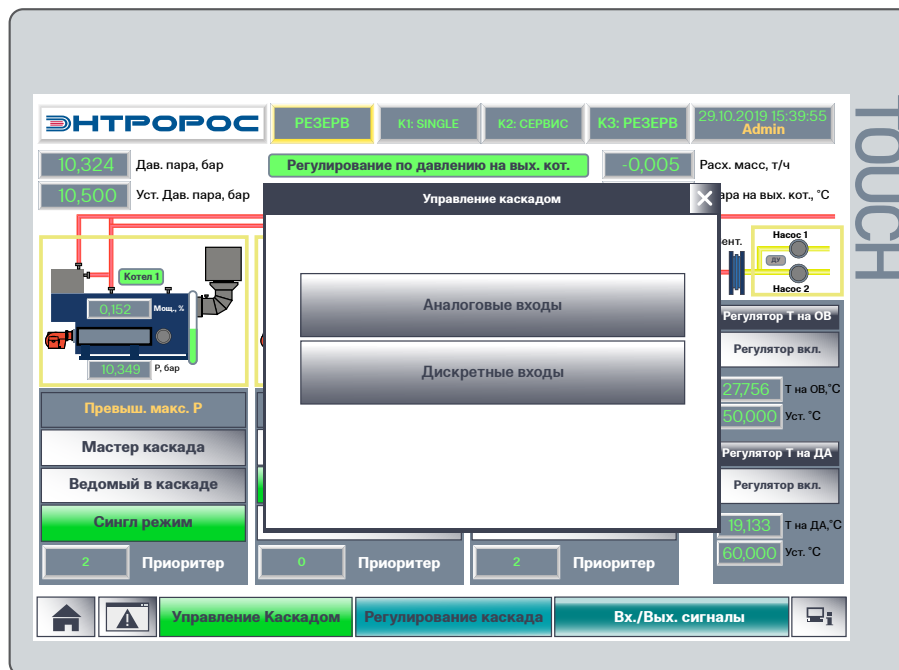 ЭНТРОРОС
РЕЗЕРВ
K1: SINGLE
K2: СЕРВИС
K3: РЕЗЕРВ
29.10.2019 15:39:55
Admin
TOUCH
10,324 Дав. пара, бар
Регулирование по давлению на вых. кот.
-0,005 Расх. масс, т/ч
10,500 Уст. Дав. пара, бар
ара на вых. кот., °C
Управление каскадом
Аналоговые входы
Дискретные входы
Котел 1
0,152 Мощ., %
10,349 P, бар
ент.
Насос 1
ДУ
Насос 2
Регулятор Т на ОВ
Регулятор вкл.
27,756 Т на ОВ,°C
50,000 Уст. °C
Регулятор Т на ДА
Регулятор вкл.
19,133 Т на ДА,°C
60,000 Уст. °C
Превыш. макс. Р
Мастер каскада
Ведомый в каскаде
Сингл режим
2 Приоритер
0 Приоритер
2 Приоритер
Управление Каскадом
Регулирование каскада
Вх./Вых. сигналы
i